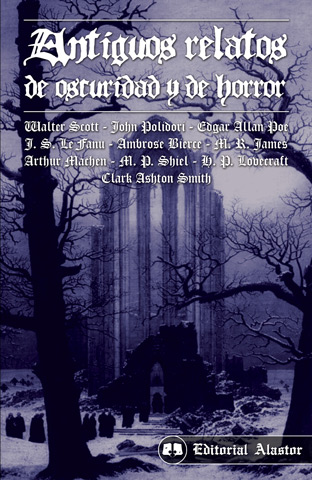 Antiguos relatos
de oscuridad y de horror
Walter Scott - John Polidori - Edgar Allan Poe
J. S. Le Fanu - Ambrose Bierce - M. R. James
Arthur Machen - M. P. Shiel - H. P. Lovecraft
Clark Ashton Smith
Editorial Alastor